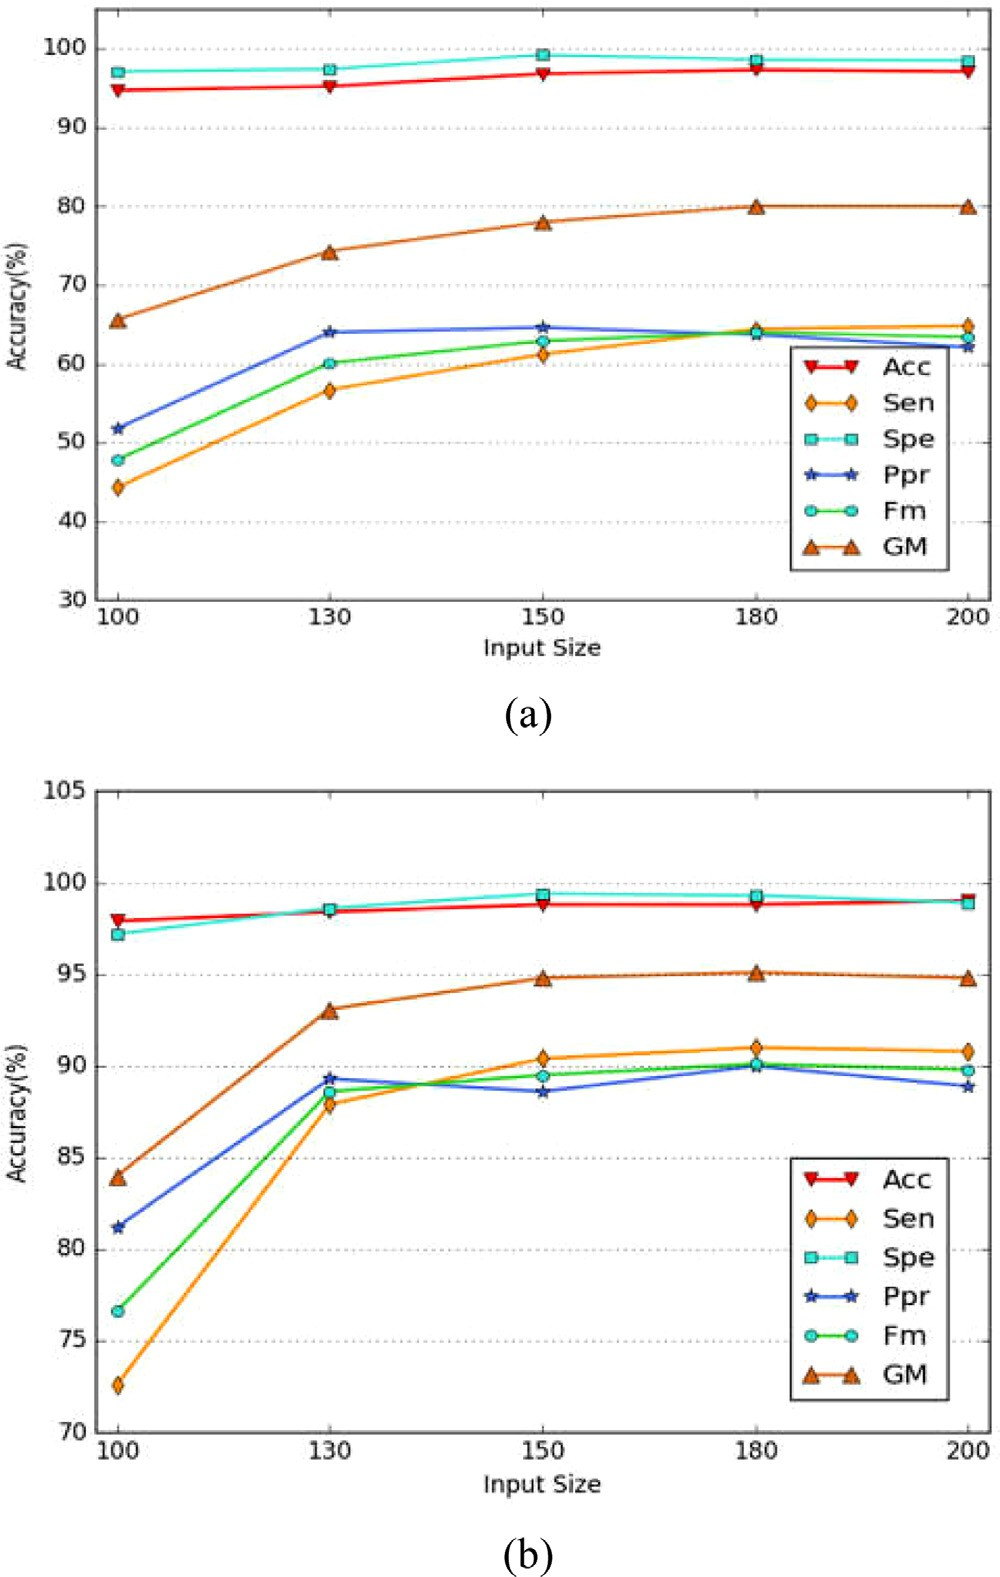 100
90
80
70
60
50
40
30
Accuracy(%)
Acc
Sen
Spe
Ppr
Fm
GM
100 130 150 180 200
Input Size
(a)
105
100
95
90
85
80
75
70
Accuracy(%)
Acc
Sen
Spe
Ppr
Fm
GM
100 130 150 180 200
Input Size
(b)